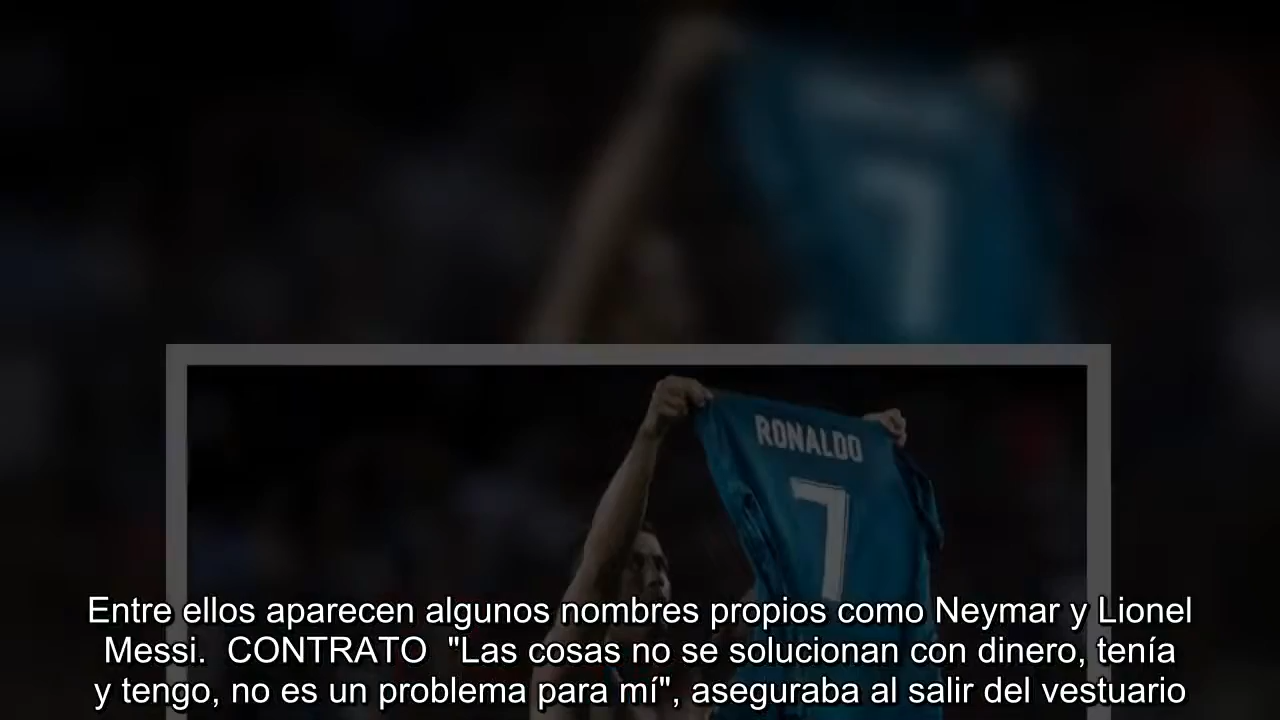 7
RONALDO
7
Entre ellos aparecen algunos nombres propios como Neymar y Lionel
Messi.  CONTRATO  "Las cosas no se solucionan con dinero, tenía
y tengo, no es un problema para mí", aseguraba al salir del vestuario